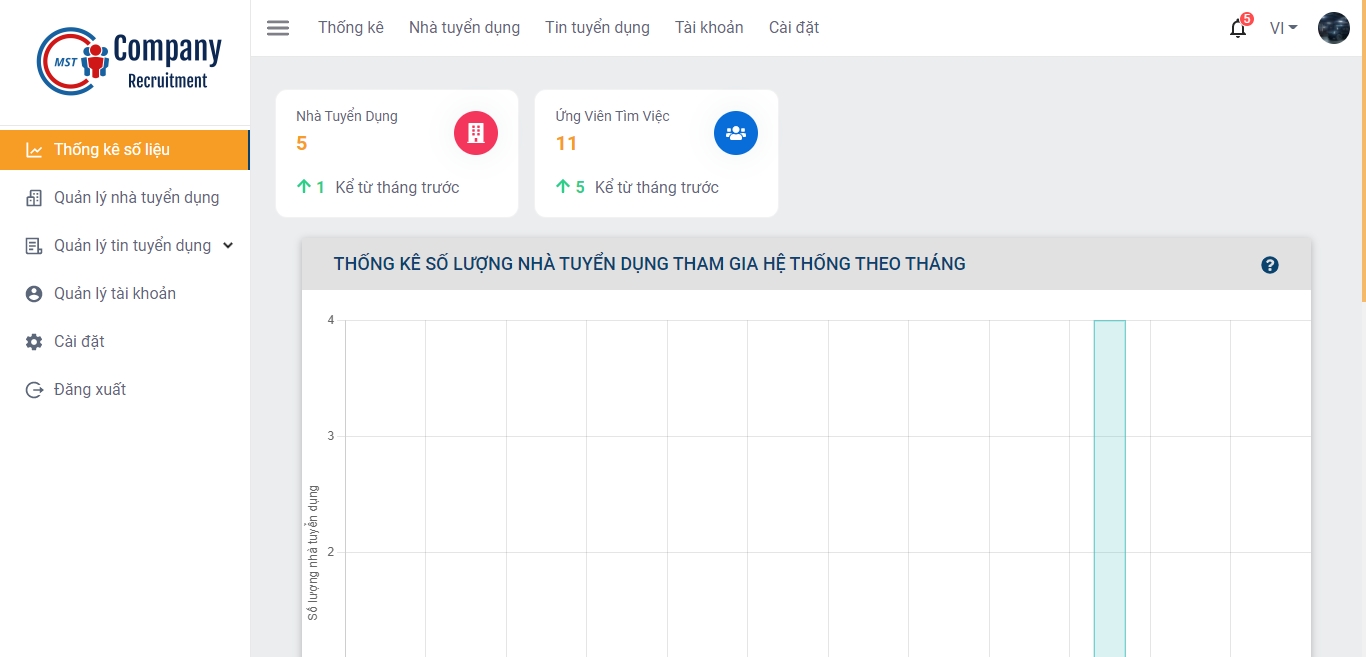 MST Company
Recruitment
Thống kê
Nhà tuyển dụng
Tin tuyển dụng
Tài khoản
Cài đặt
5
VI
Thống kê số liệu
Quản lý nhà tuyển dụng
Quản lý tin tuyển dụng
Quản lý tài khoản
Cài đặt
Đăng xuất
Nhà Tuyển Dụng
5
1 Kể từ tháng trước
Ứng Viên Tìm Việc
11
5 Kể từ tháng trước
THỐNG KÊ SỐ LƯỢNG NHÀ TUYỂN DỤNG THAM GIA HỆ THỐNG THEO THÁNG
?
4
3
2
Số lượng nhà tuyển dụng